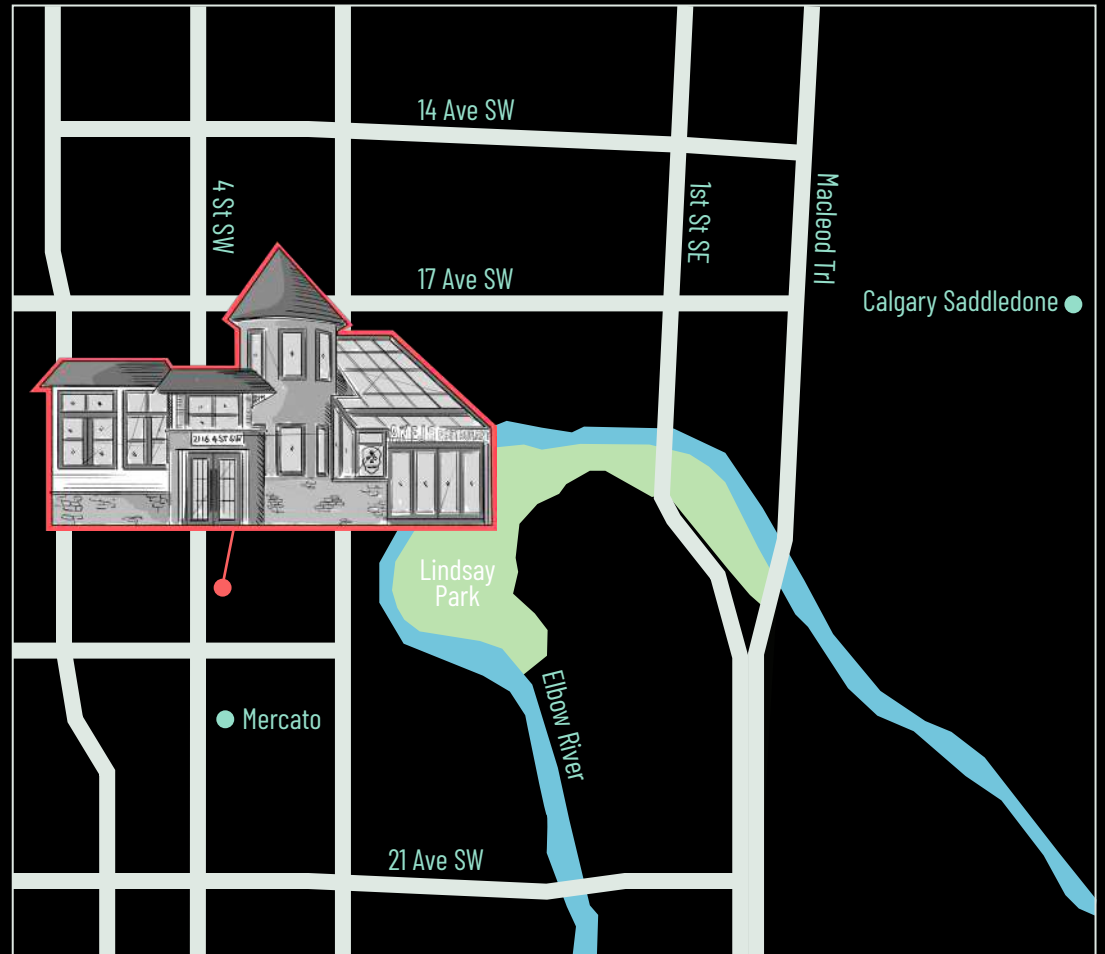 14 Ave SW
4 St SW
1st St SE
Macleod Trl
17 Ave SW
Calgary Saddledone
2116 4 ST SW
Lindsay
Park
Elbow River
Mercato
21 Ave SW